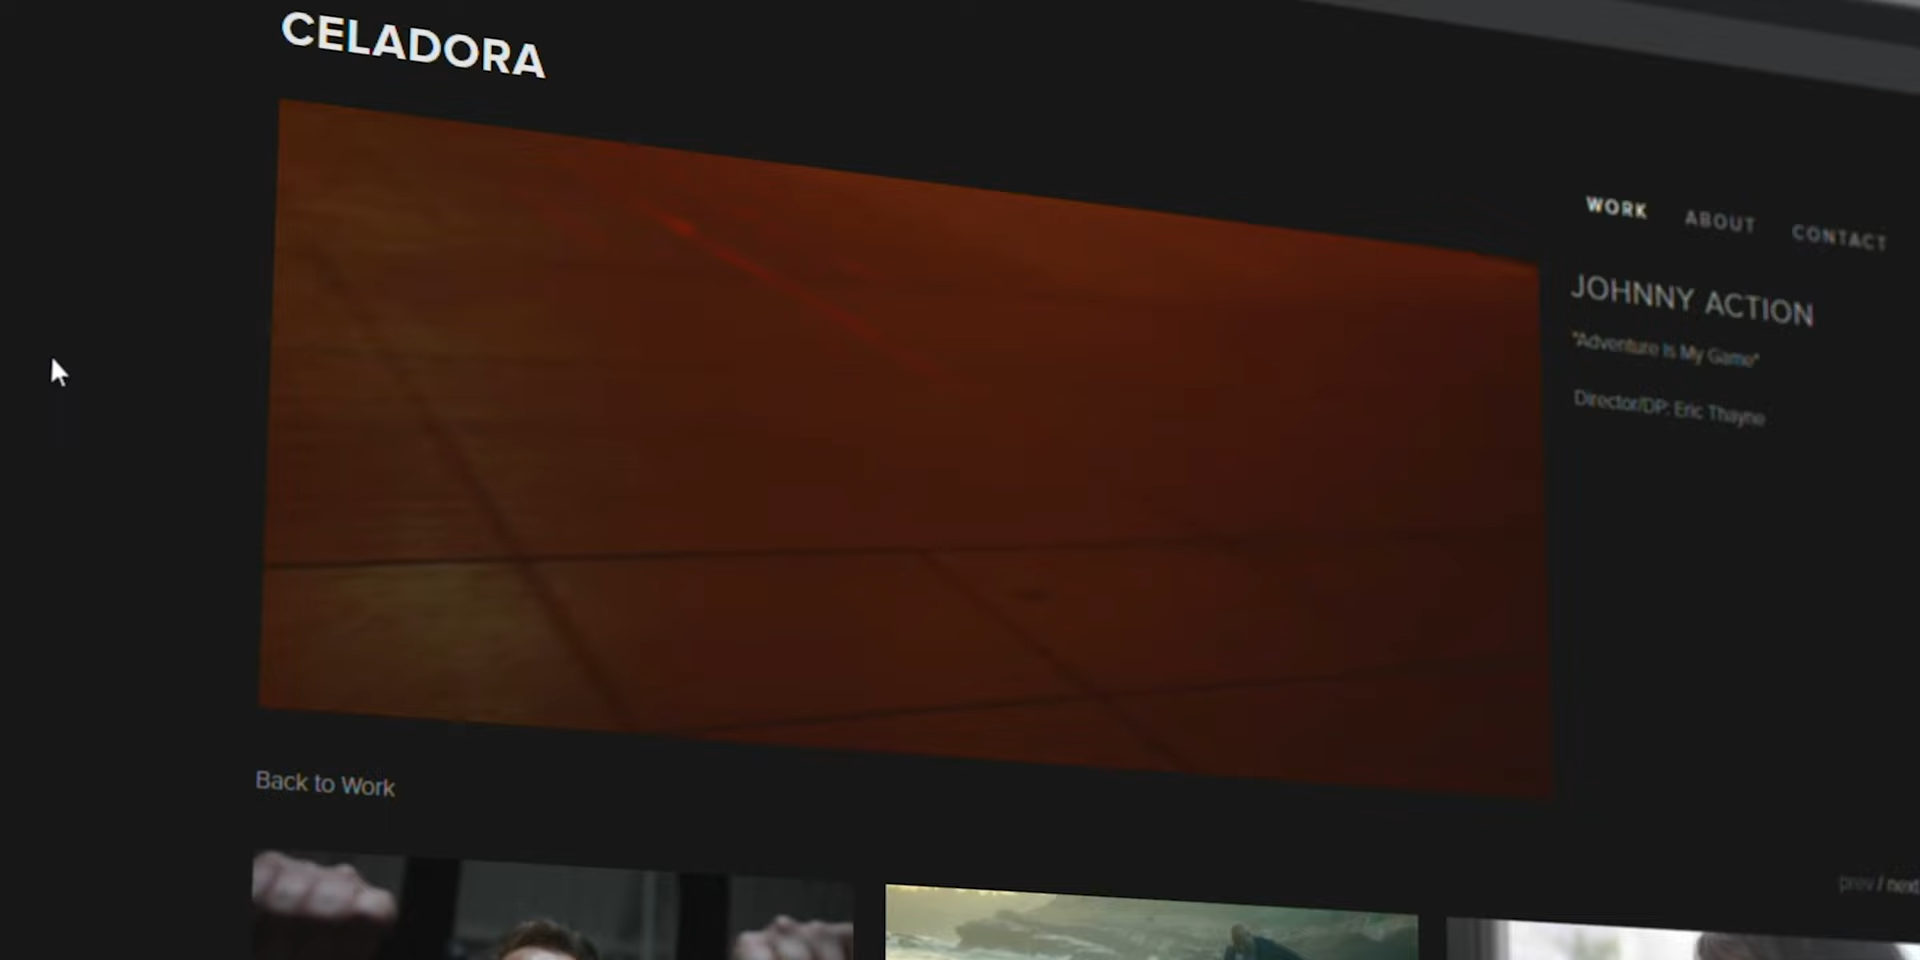 CELADORA
WORK ABOUT CONTACT
JOHNNY ACTION
"Adventure Is My Game"
Director/DP: Eric Thayne
Back to Work
prev / next